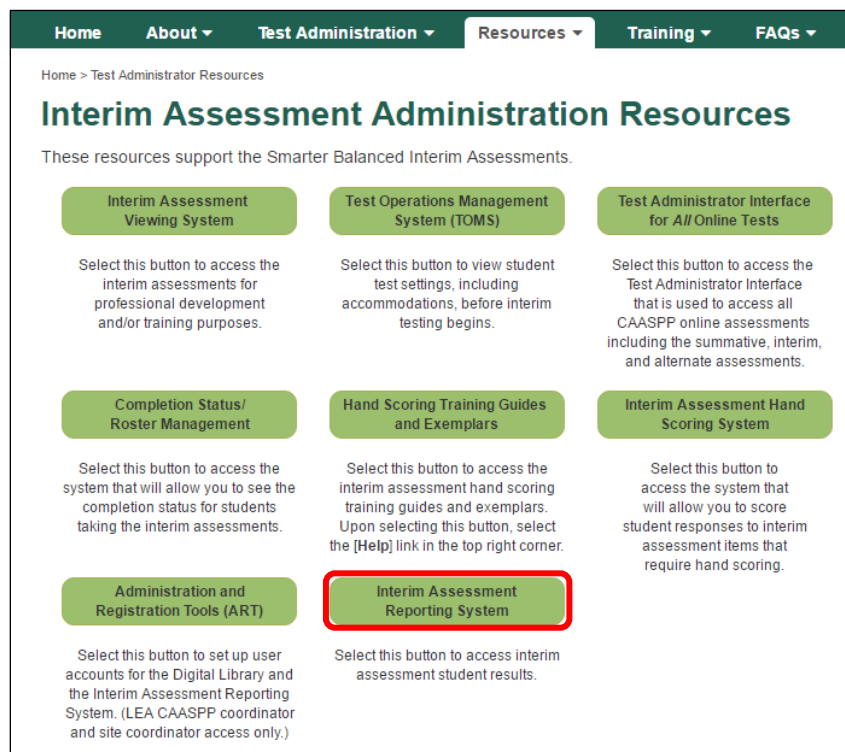 Home About ▾ Test Administration ▾ Resources ▾ Training ▾ FAQs ▾
Home > Test Administrator Resources
Interim Assessment Administration Resources
These resources support the Smarter Balanced Interim Assessments.
Interim Assessment
Viewing System
Select this button to access the
interim assessments for
professional development
and/or training purposes.
Test Operations Management
System (TOMS)
Select this button to view student
test settings, including
accommodations, before interim
testing begins.
Test Administrator Interface
for All Online Tests
Select this button to access the
Test Administrator Interface
that is used to access all
CAASPP online assessments
including the summative, interim,
and alternate assessments.
Completion Status/
Roster Management
Select this button to access the
system that will allow you to see the
completion status for students
taking the interim assessments.
Hand Scoring Training Guides
and Exemplars
Select this button to access the
interim assessment hand scoring
training guides and exemplars.
Upon selecting this button, select
the [Help] link in the top right corner.
Interim Assessment Hand
Scoring System
Select this button to
access the system that
will allow you to score
student responses to interim
assessment items that
require hand scoring.
Administration and
Registration Tools (ART)
Select this button to set up user
accounts for the Digital Library and
the Interim Assessment Reporting
System. (LEA CAASPP coordinator
and site coordinator access only.)
Interim Assessment
Reporting System
Select this button to access interim
assessment student results.